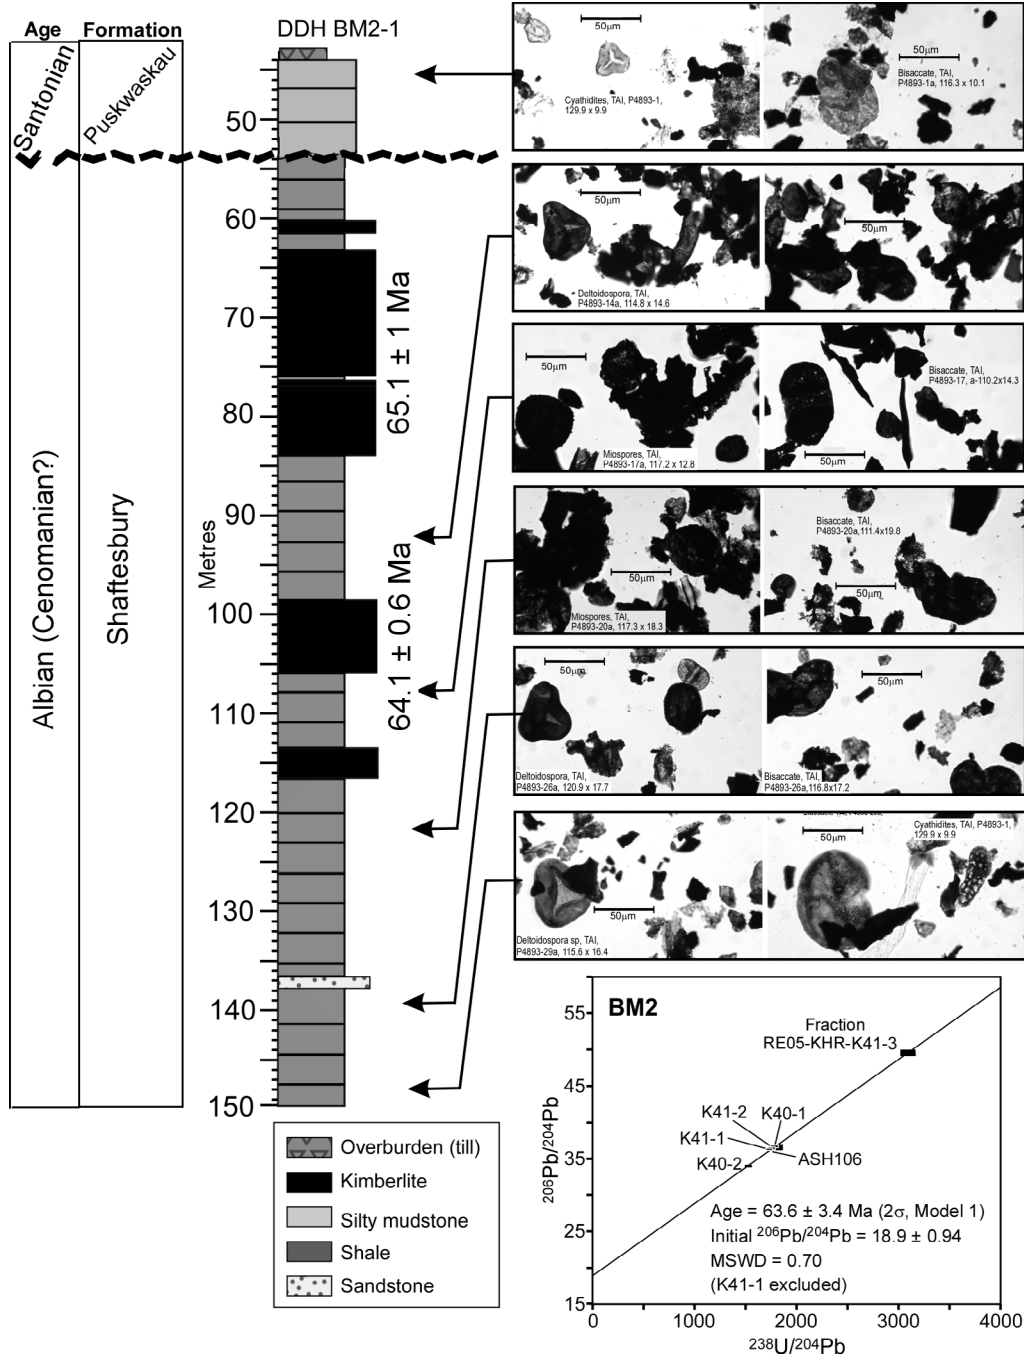 Age
Formation
DDH BM2-1
Santonian
Puskwaskau
Albian (Cenomanian?)
Shaftesbury
Metres
50
60
70
80
90
100
110
120
130
140
150
65.1 ± 1 Ma
64.1 ± 0.6 Ma
50µm
Cyathidites, TAI, P4893-1,
129.9 x 9.9
50µm
Bisaccate, TAI,
P4893-1a, 116.3 x 10.1
50µm
Deltoidospora, TAI,
P4893-14a, 114.8 x 14.6
50µm
50µm
Miospores, TAI,
P4893-17a, 117.2 x 12.8
Bisaccate, TAI,
P4893-17, a-110.2x14.3
50µm
50µm
Miospores, TAI,
P4893-20a, 117.3 x 18.3
Bisaccate, TAI,
P4893-20a,111.4x19.8
50µm
50µm
Deltoidospora, TAI,
P4893-26a, 120.9 x 17.7
50µm
Bisaccate, TAI,
P4893-26a,116.8x17.2
50µm
Deltoidospora sp, TAI,
P4893-29a, 115.6 x 16.4
50µm
Cyathidites, TAI, P4893-1,
129.9 x 9.9
Overburden (till)
Kimberlite
Silty mudstone
Shale
Sandstone
BM2
Fraction
RE05-KHR-K41-3
K41-2
K40-1
K41-1
K40-2
ASH106
Age = 63.6 ± 3.4 Ma (2σ, Model 1)
Initial ²⁰⁶Pb/²⁰⁴Pb = 18.9 ± 0.94
MSWD = 0.70
(K41-1 excluded)
²⁰⁶Pb/²⁰⁴Pb
55
45
35
25
15
0
1000
2000
3000
4000
²³⁸U/²⁰⁴Pb